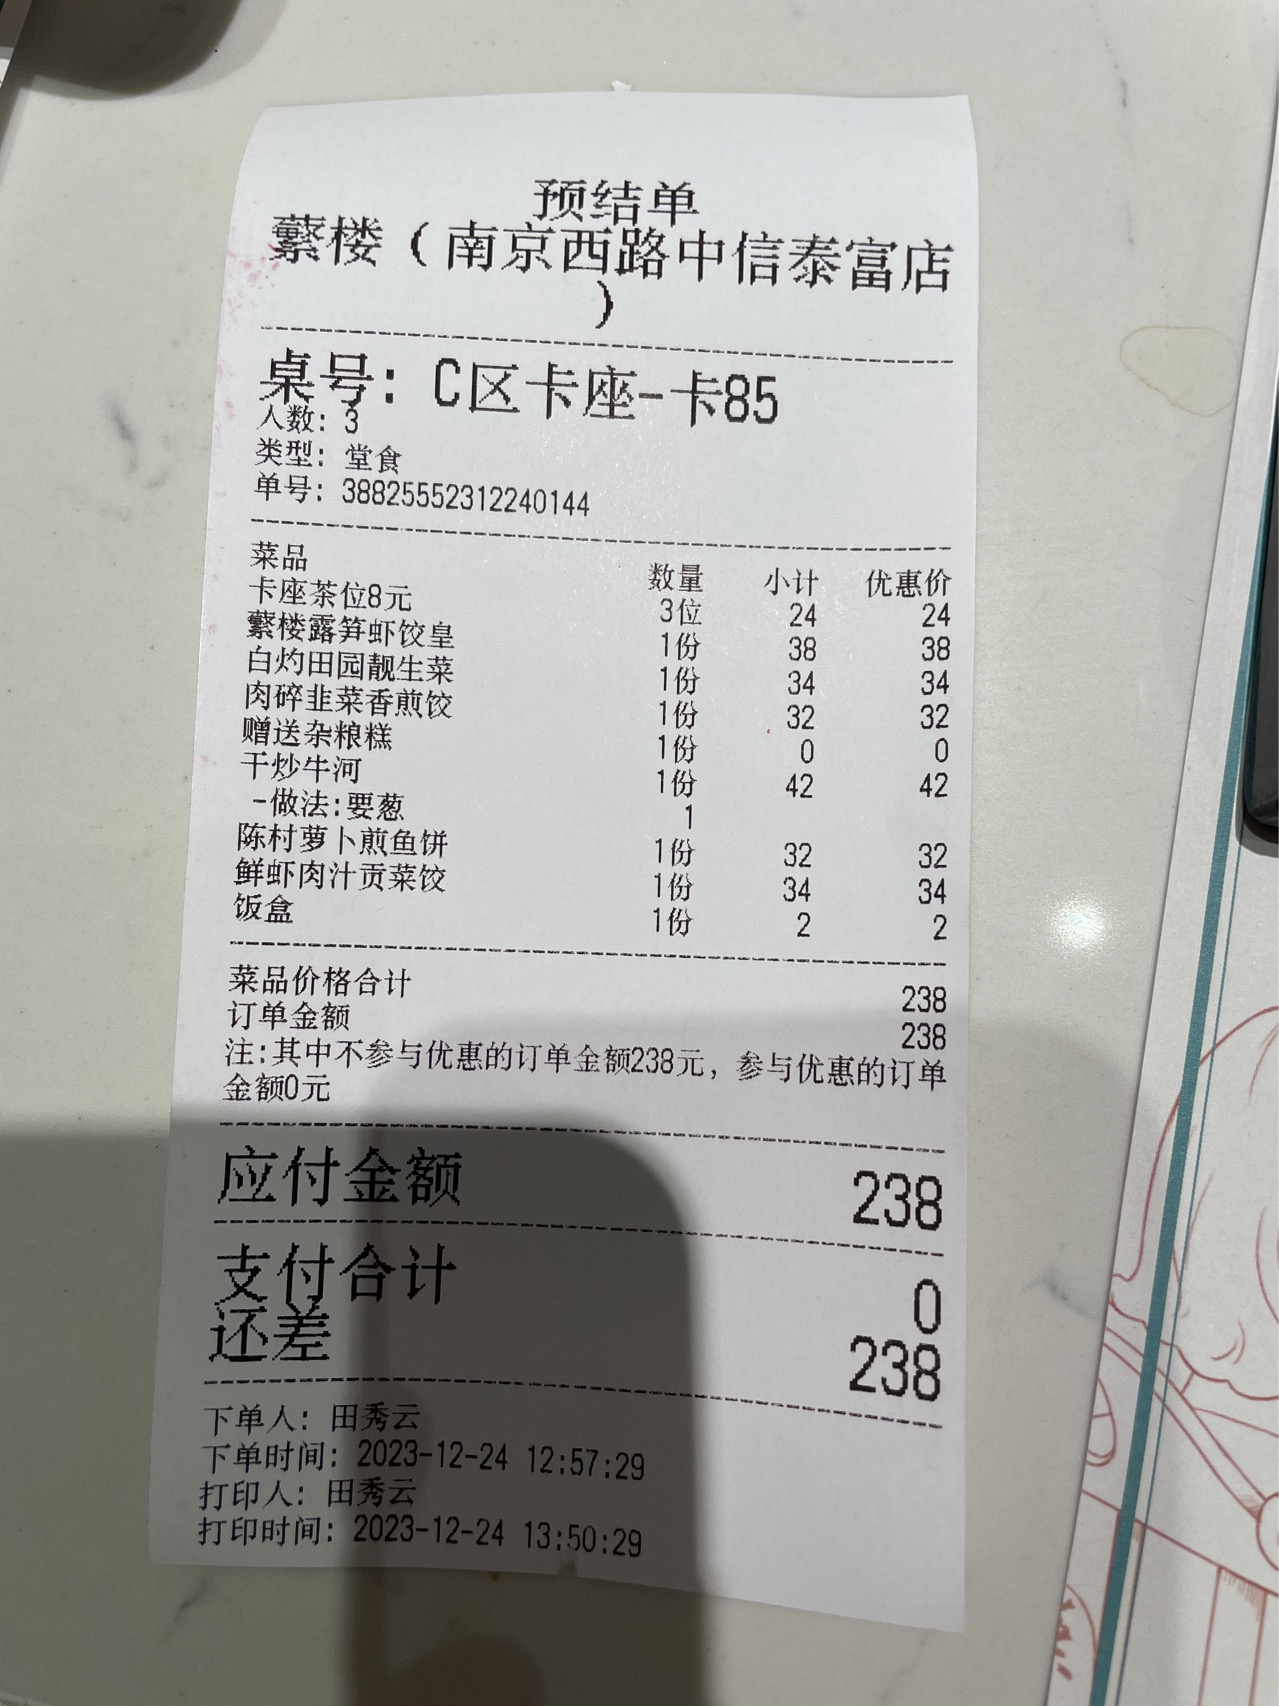 预结单
蘩楼（南京西路中信泰富店
）
桌号：C区卡座-卡85
人数：3
类型：堂食
单号：38825552312240144
菜品 数量 小计 优惠价
卡座茶位8元 3位 24 24
蘩楼露笋虾饺皇 1份 38 38
白灼田园靓生菜 1份 34 34
肉碎韭菜香煎饺 1份 32 32
赠送杂粮糕 1份 0 0
干炒牛河 1份 42 42
-做法:要葱 1
陈村萝卜煎鱼饼 1份 32 32
鲜虾肉汁贡菜饺 1份 34 34
饭盒 1份 2 2
菜品价格合计 238
订单金额 238
注:其中不参与优惠的订单金额238元，参与优惠的订单
金额0元
应付金额 238
支付合计 0
还差 238
下单人：田秀云
下单时间：2023-12-24 12:57:29
打印人：田秀云
打印时间：2023-12-24 13:50:29